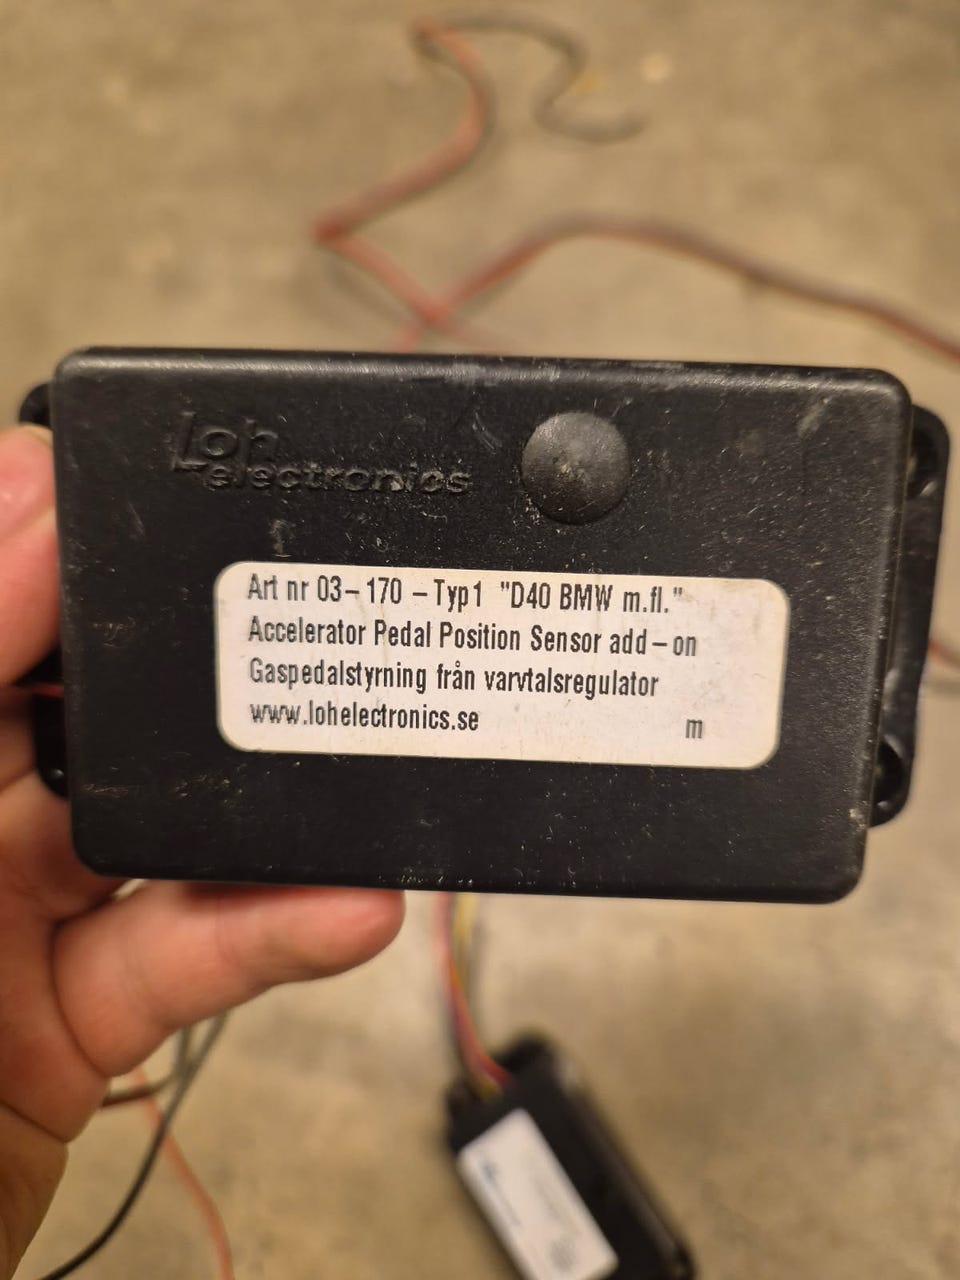 Loh
electronics
Art nr 03-170 -Typ1 "D40 BMW m.fl."
Accelerator Pedal Position Sensor add-on
Gaspedalstyrning från varvtalsregulator
www.lohelectronics.se m